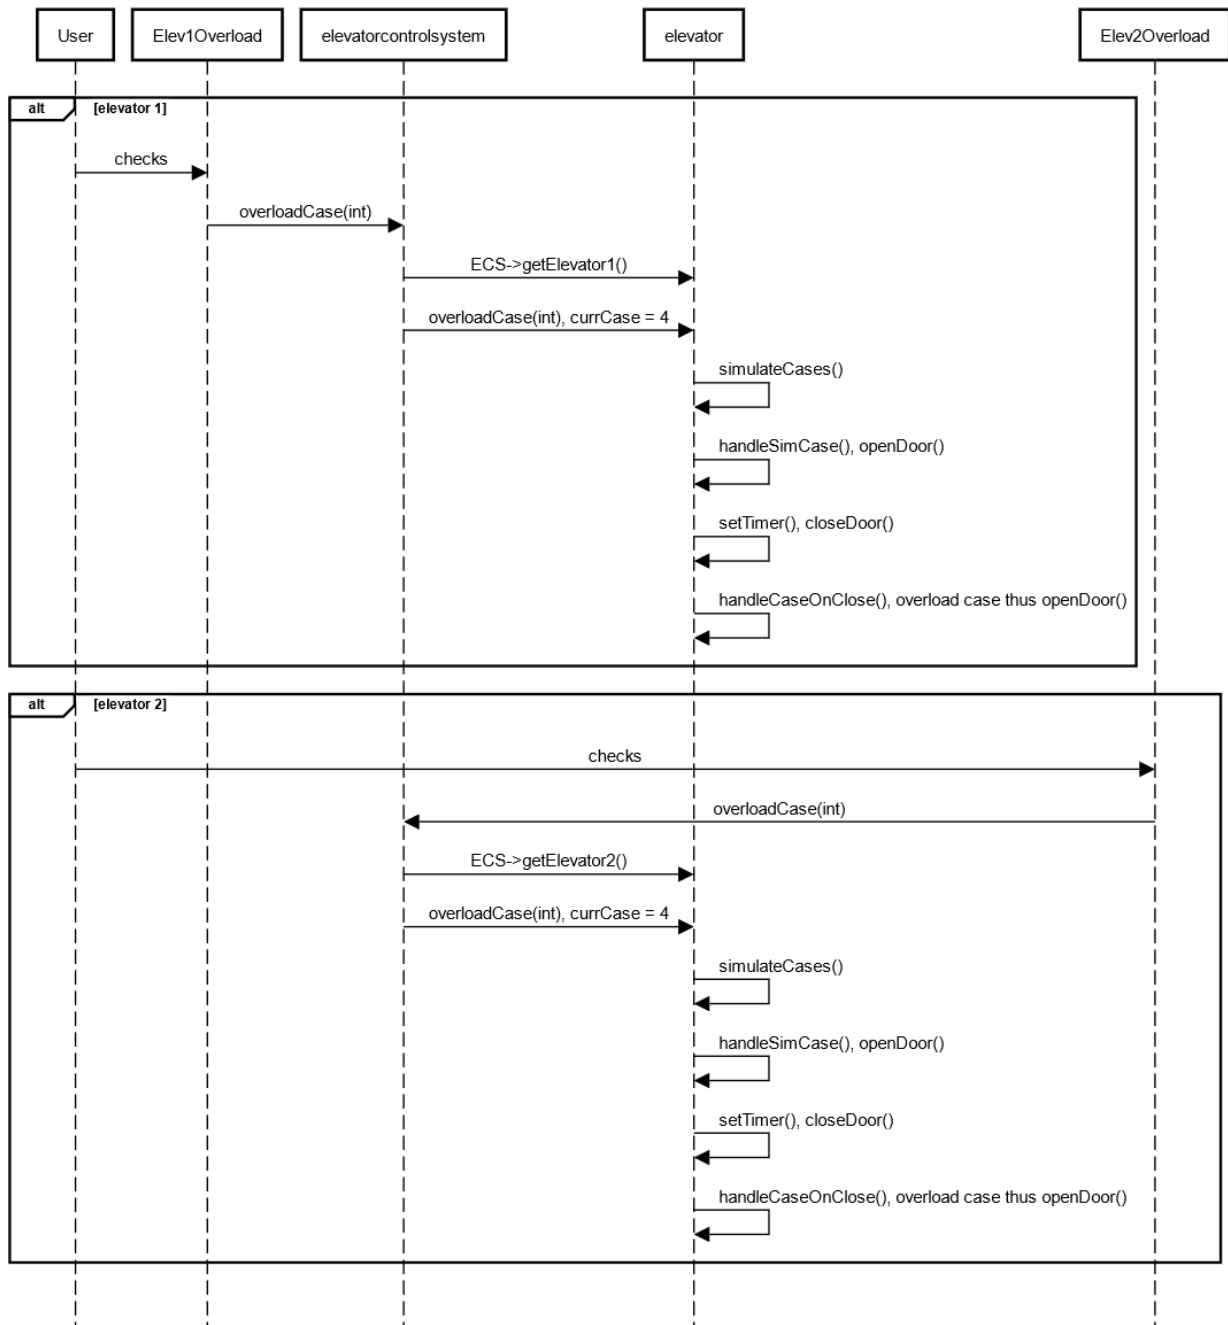 User
Elev1Overload
elevatorcontrolsystem
elevator
Elev2Overload
alt
[elevator 1]
checks
overloadCase(int)
ECS->getElevator1()
overloadCase(int), currCase = 4
simulateCases()
handleSimCase(), openDoor()
setTimer(), closeDoor()
handleCaseOnClose(), overload case thus openDoor()
alt
[elevator 2]
checks
overloadCase(int)
ECS->getElevator2()
overloadCase(int), currCase = 4
simulateCases()
handleSimCase(), openDoor()
setTimer(), closeDoor()
handleCaseOnClose(), overload case thus openDoor()